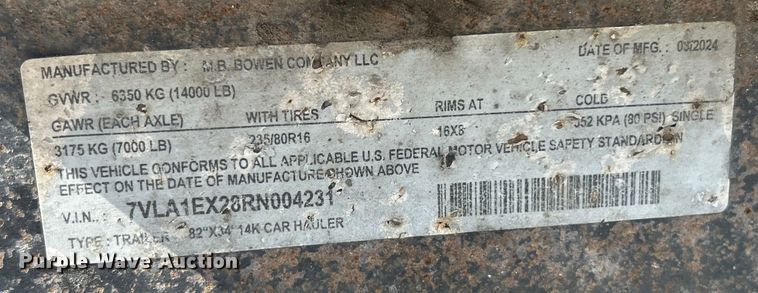 MANUFACTURED BY : M.B. BOWEN COMPANY LLC DATE OF MFG. : 03/2024
GVWR : 6350 KG (14000 LB)
GAWR (EACH AXLE) WITH TIRES RIMS AT COLD
3175 KG (7000 LB) 235/80R16 16X6 552 KPA (80 PSI) SINGLE
THIS VEHICLE CONFORMS TO ALL APPLICABLE U.S. FEDERAL MOTOR VEHICLE SAFETY STANDARDS IN
EFFECT ON THE DATE OF MANUFACTURE SHOWN ABOVE
V.I.N. : 7VLA1EX28RN004231
TYPE : TRAILER 82"X34' 14K CAR HAULER
Purple Wave Auction